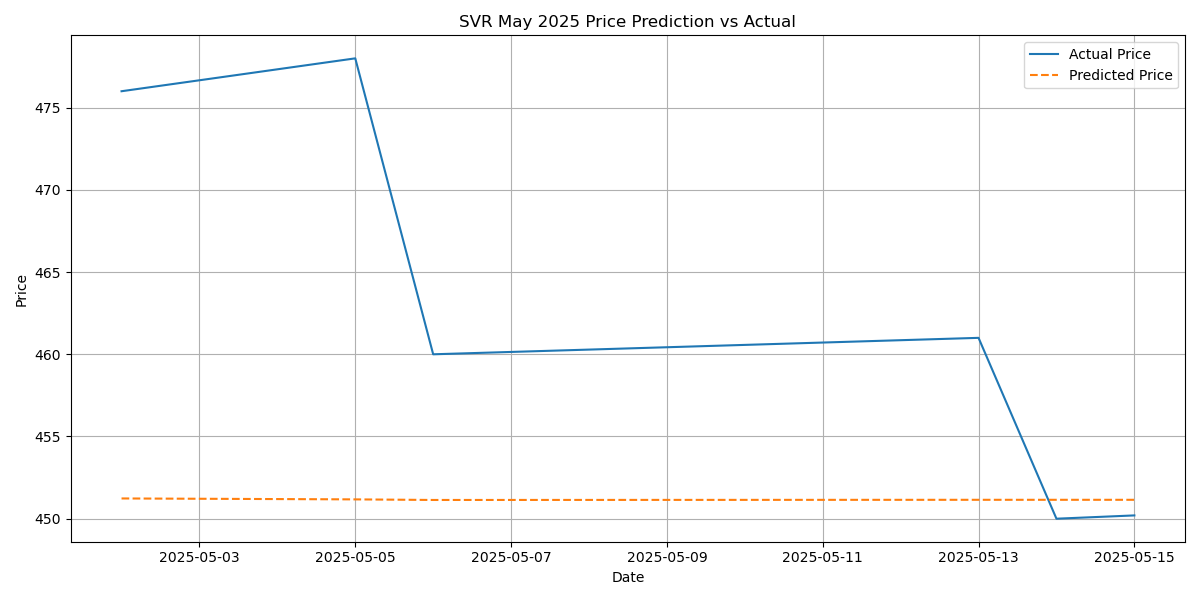 SVR May 2025 Price Prediction vs Actual
Actual Price
Predicted Price
475
470
465
460
455
450
Price
2025-05-03
2025-05-05
2025-05-07
2025-05-09
2025-05-11
2025-05-13
2025-05-15
Date